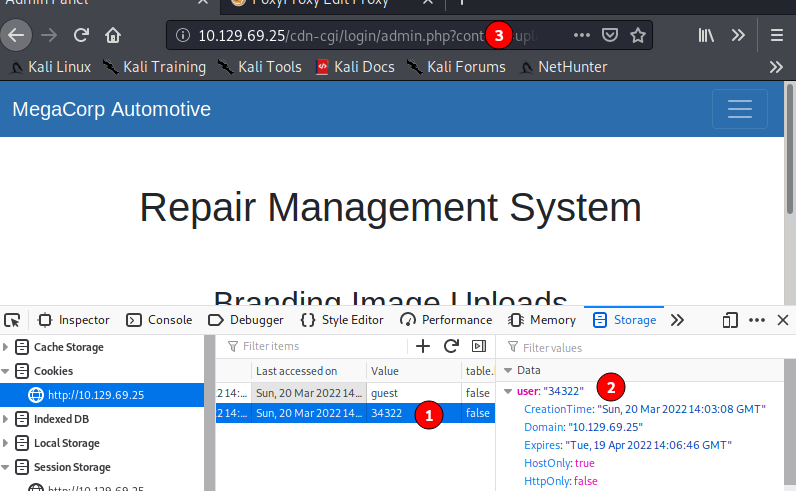 Admin Panel
FoxyProxy Edit Proxy
10.129.69.25/cdn-cgi/login/admin.php?cont 3 upl
Kali Linux Kali Training Kali Tools Kali Docs Kali Forums NetHunter
MegaCorp Automotive
Repair Management System
Branding Image Uploads
Inspector Console Debugger Style Editor Performance Memory Storage
Cache Storage
Cookies
http://10.129.69.25
Indexed DB
Local Storage
Session Storage
http://10.129.69.25
Filter items
Last accessed on Value table.
2 14:... Sun, 20 Mar 2022 14:... guest false
2 14:... Sun, 20 Mar 2022 14:... 34322 1 false
Filter values
Data
user: "34322" 2
CreationTime: "Sun, 20 Mar 2022 14:03:08 GMT"
Domain: "10.129.69.25"
Expires: "Tue, 19 Apr 2022 14:06:46 GMT"
HostOnly: true
HttpOnly: false